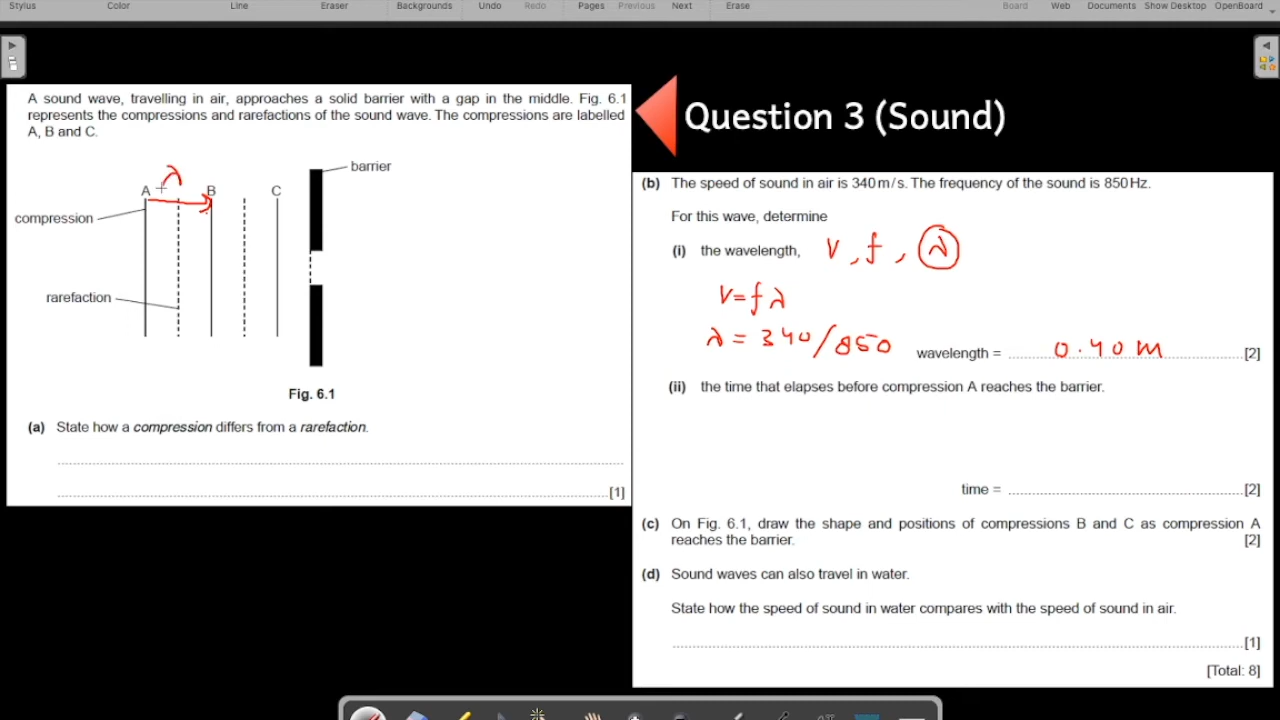 Stylus Color Line Eraser Backgrounds Undo Redo Pages Previous Next Erase Board Web Documents Show Desktop OpenBoard
Question 3 (Sound)
A sound wave, travelling in air, approaches a solid barrier with a gap in the middle. Fig. 6.1
represents the compressions and rarefactions of the sound wave. The compressions are labelled
A, B and C.
barrier
λ
A B C
compression
rarefaction
Fig. 6.1
(a) State how a compression differs from a rarefaction.
[1]
(b) The speed of sound in air is 340 m/s. The frequency of the sound is 850 Hz.
For this wave, determine
(i) the wavelength, v, f, λ
v = f λ
λ = 340/850
wavelength = 0.40 m [2]
(ii) the time that elapses before compression A reaches the barrier.
time = [2]
(c) On Fig. 6.1, draw the shape and positions of compressions B and C as compression A
reaches the barrier. [2]
(d) Sound waves can also travel in water.
State how the speed of sound in water compares with the speed of sound in air.
[1]
[Total: 8]